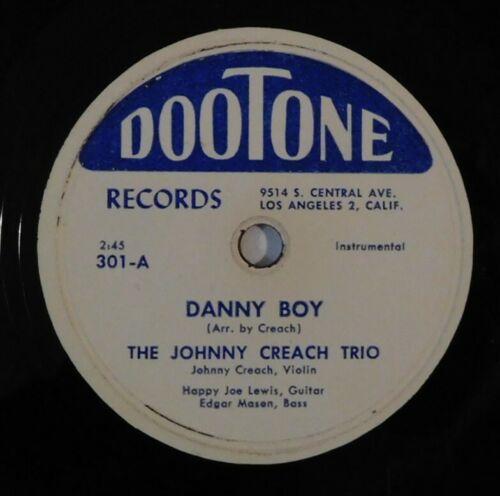 DOOTONE
RECORDS
9514 S. CENTRAL AVE.
LOS ANGELES 2, CALIF.
2:45
301-A
Instrumental
DANNY BOY
(Arr. by Creach)
THE JOHNNY CREACH TRIO
Johnny Creach, Violin
Happy Joe Lewis, Guitar
Edgar Mason, Bass